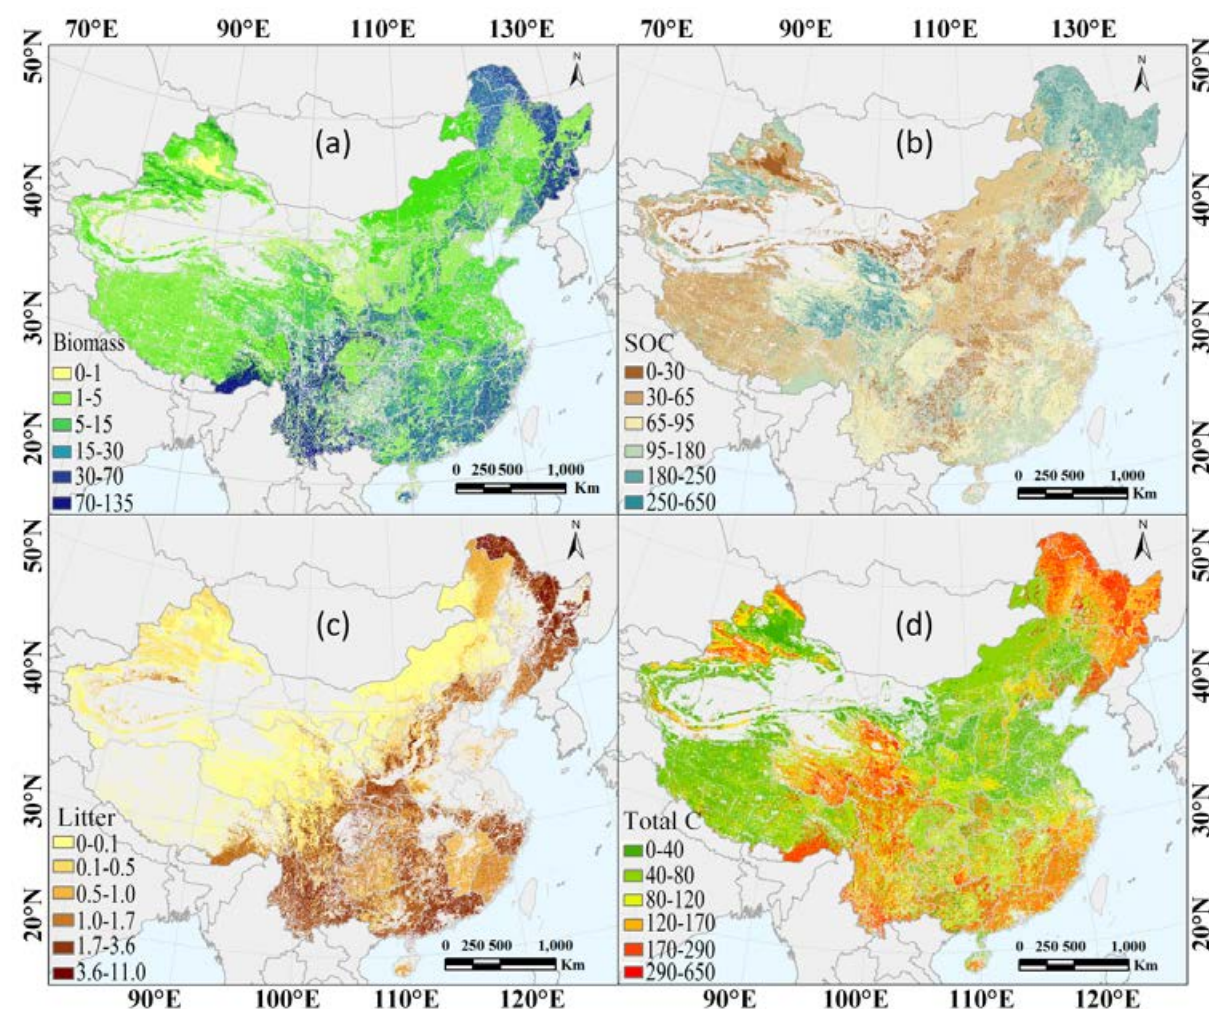 70°E 90°E 110°E 130°E 70°E 90°E 110°E 130°E
50°N
40°N
30°N
20°N
N
(a)
Biomass
0-1
1-5
5-15
15-30
30-70
70-135
0 250 500 1,000
Km
N
(b)
SOC
0-30
30-65
65-95
95-180
180-250
250-650
0 250 500 1,000
Km
50°N
40°N
30°N
20°N
50°N
40°N
30°N
20°N
N
(c)
Litter
0-0.1
0.1-0.5
0.5-1.0
1.0-1.7
1.7-3.6
3.6-11.0
0 250 500 1,000
Km
N
(d)
Total C
0-40
40-80
80-120
120-170
170-290
290-650
0 250 500 1,000
Km
50°N
40°N
30°N
20°N
90°E 100°E 110°E 120°E 90°E 100°E 110°E 120°E